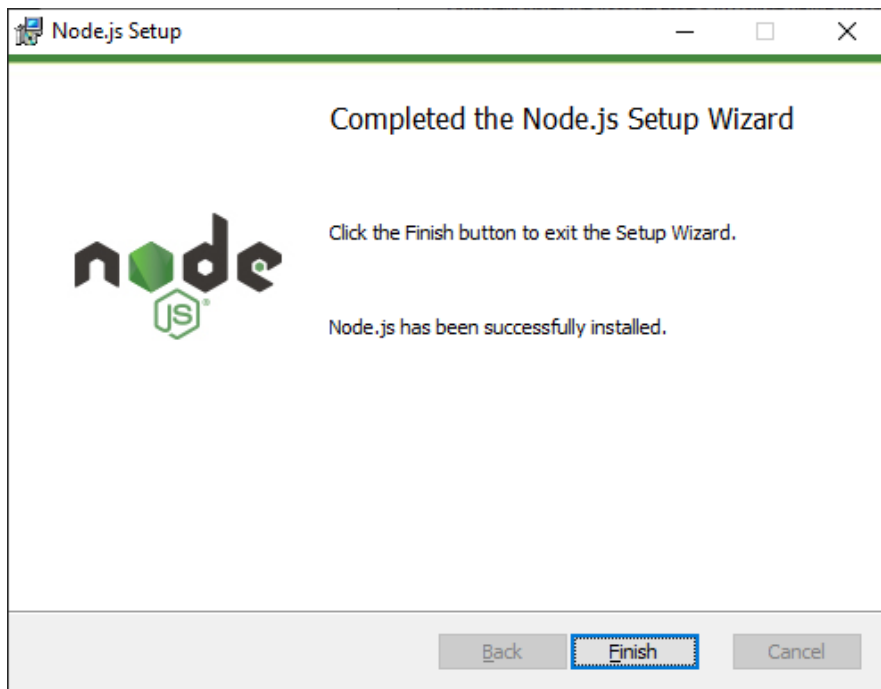 Node.js Setup
Completed the Node.js Setup Wizard
Click the Finish button to exit the Setup Wizard.
node
JS®
Node.js has been successfully installed.
Back
Finish
Cancel